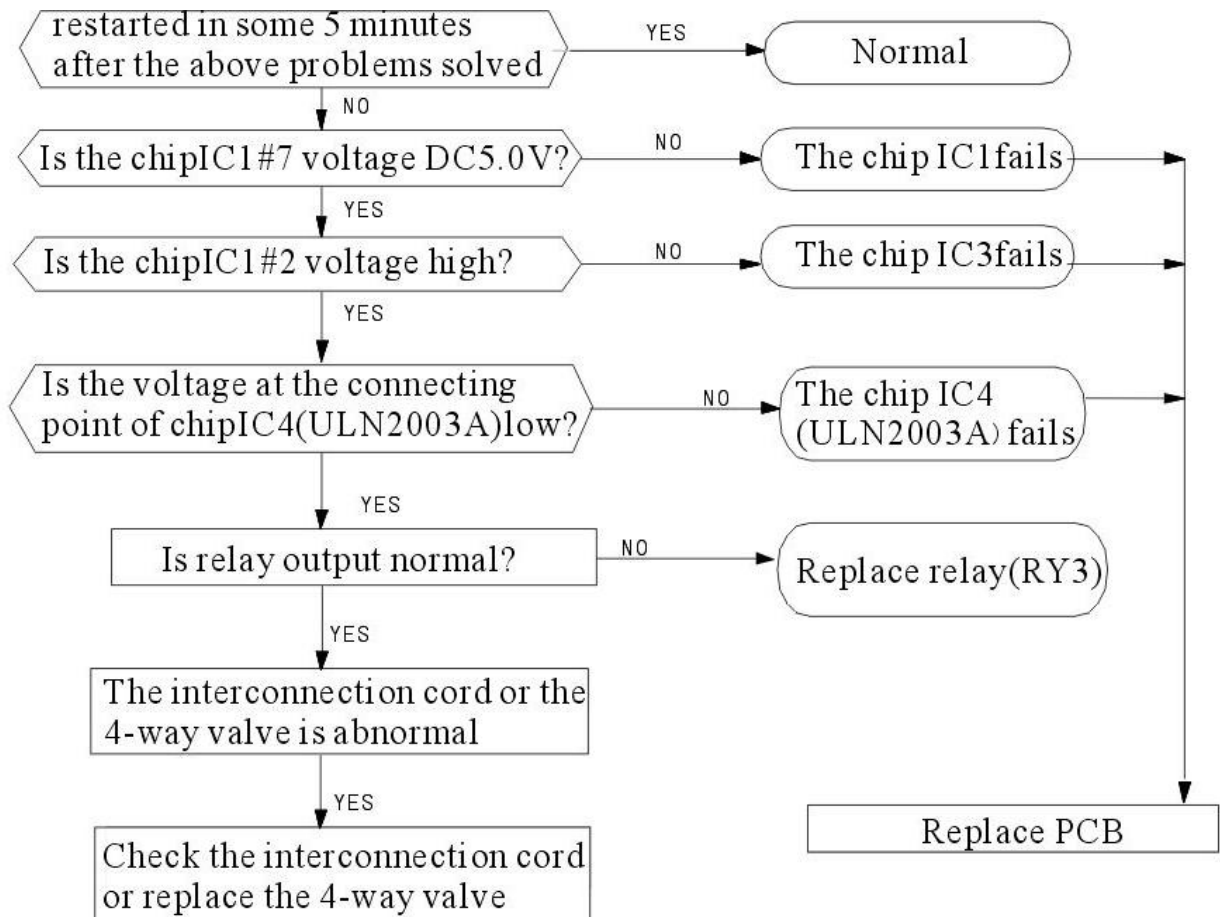 restarted in some 5 minutes
after the above problems solved
YES
Normal
NO
Is the chipIC1#7 voltage DC5.0V?
NO
The chip IC1fails
YES
Is the chipIC1#2 voltage high?
NO
The chip IC3fails
YES
Is the voltage at the connecting
point of chipIC4(ULN2003A)low?
NO
The chip IC4
(ULN2003A) fails
YES
Is relay output normal?
NO
Replace relay(RY3)
YES
The interconnection cord or the
4-way valve is abnormal
YES
Replace PCB
Check the interconnection cord
or replace the 4-way valve